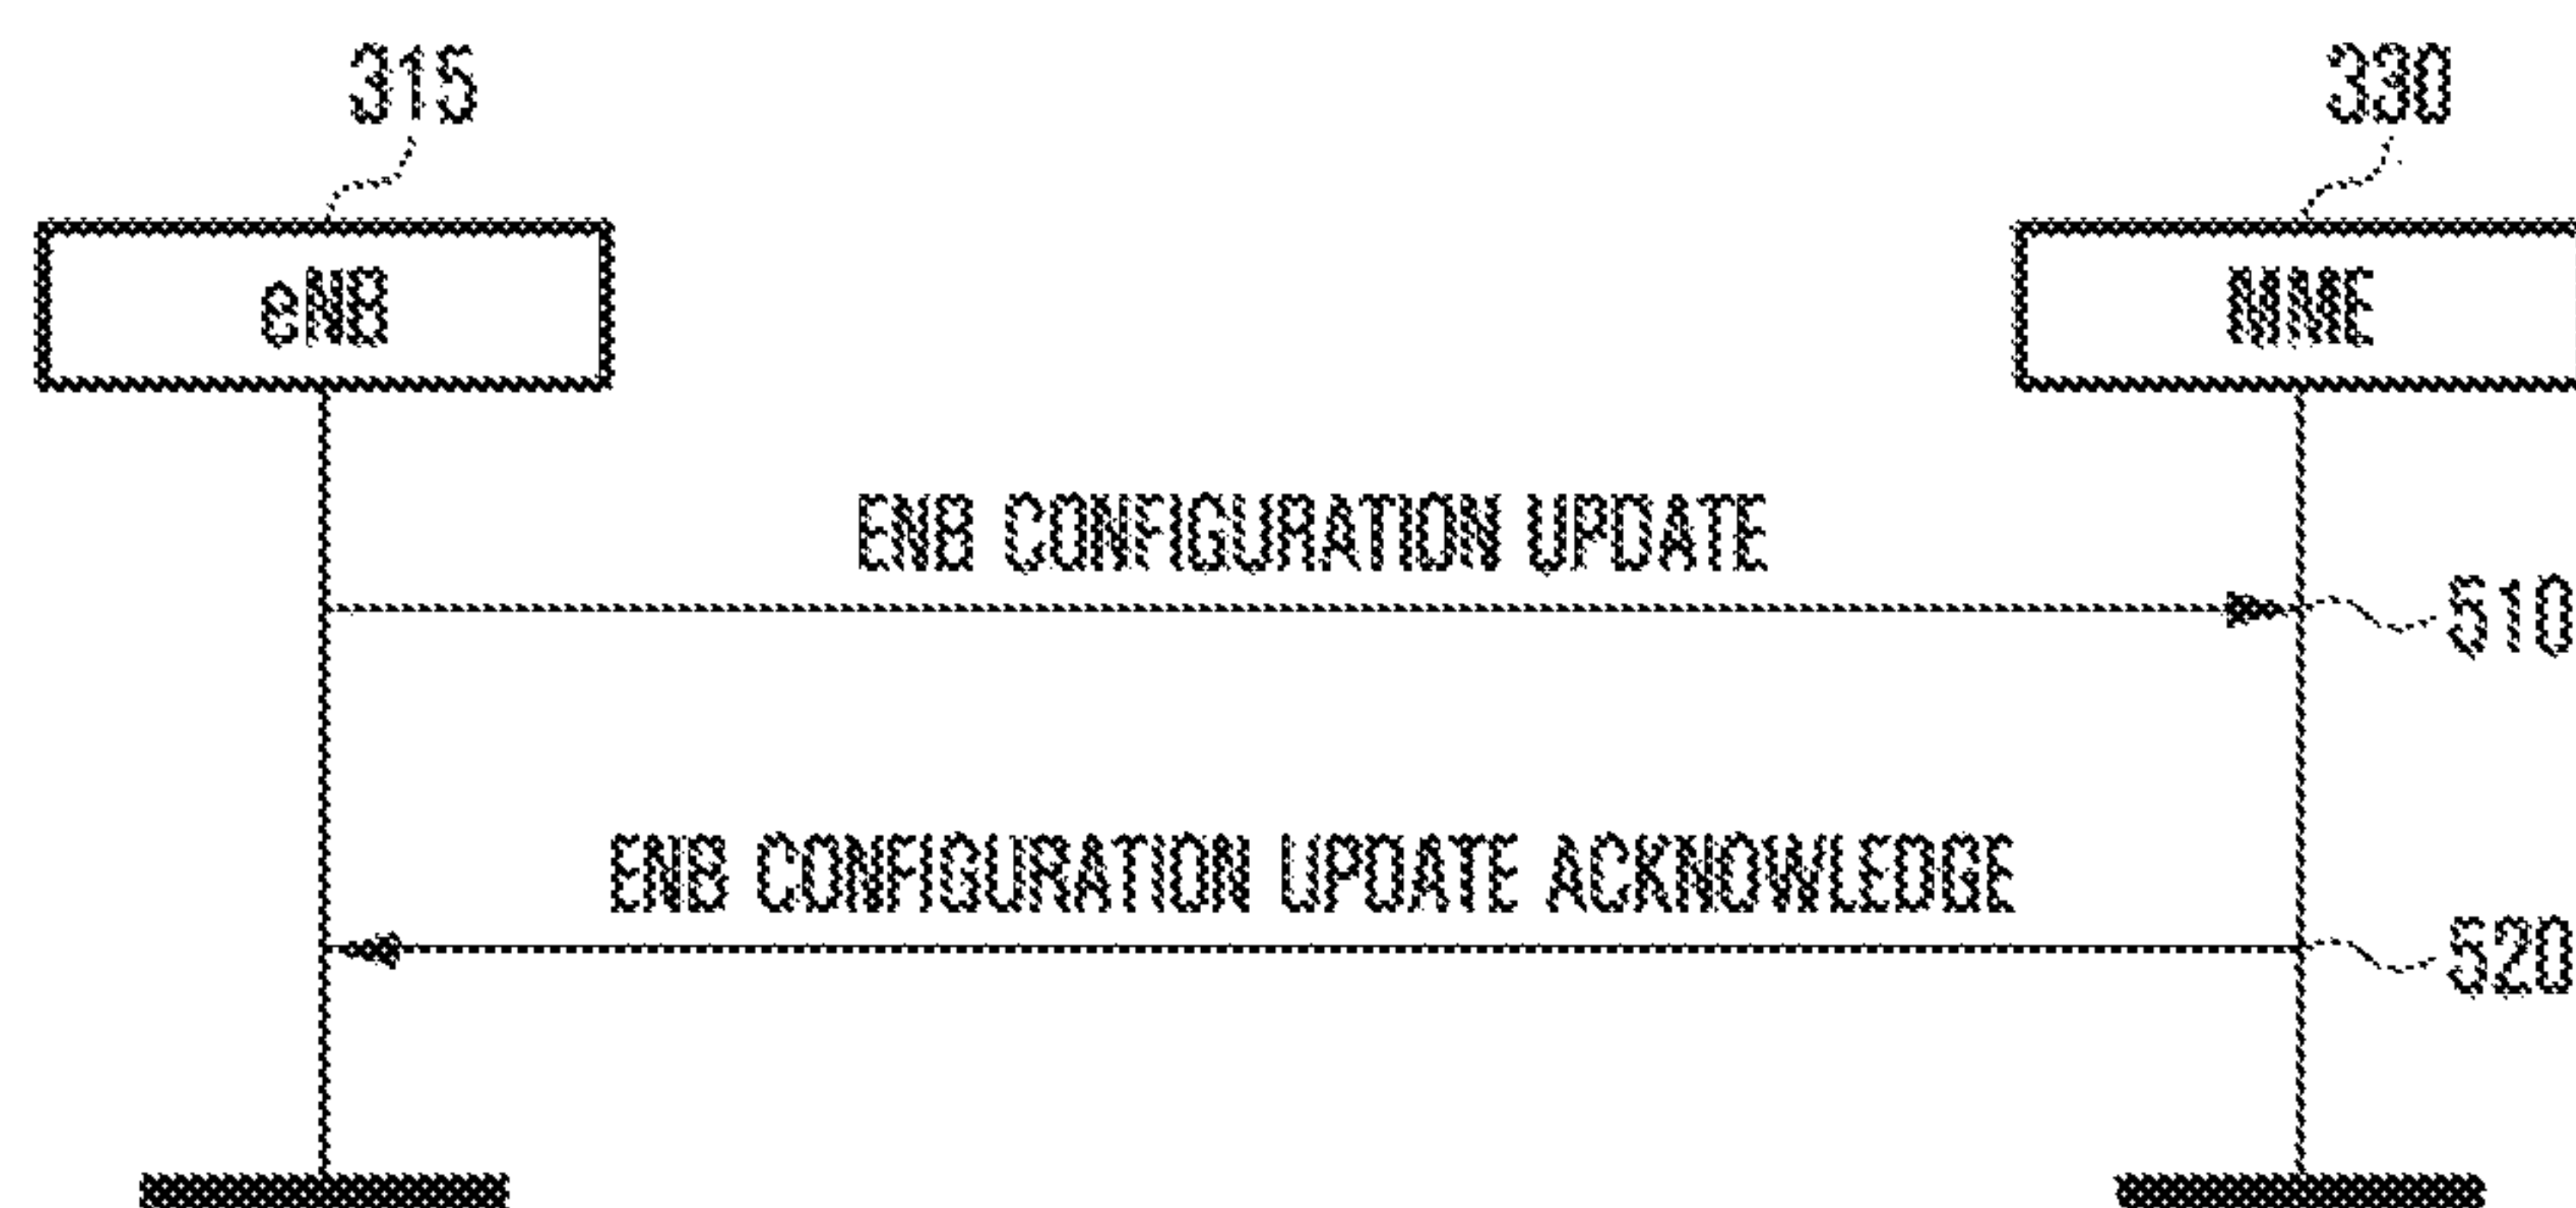 315
330
eNB
MME
ENB CONFIGURATION UPDATE
510
ENB CONFIGURATION UPDATE ACKNOWLEDGE
520